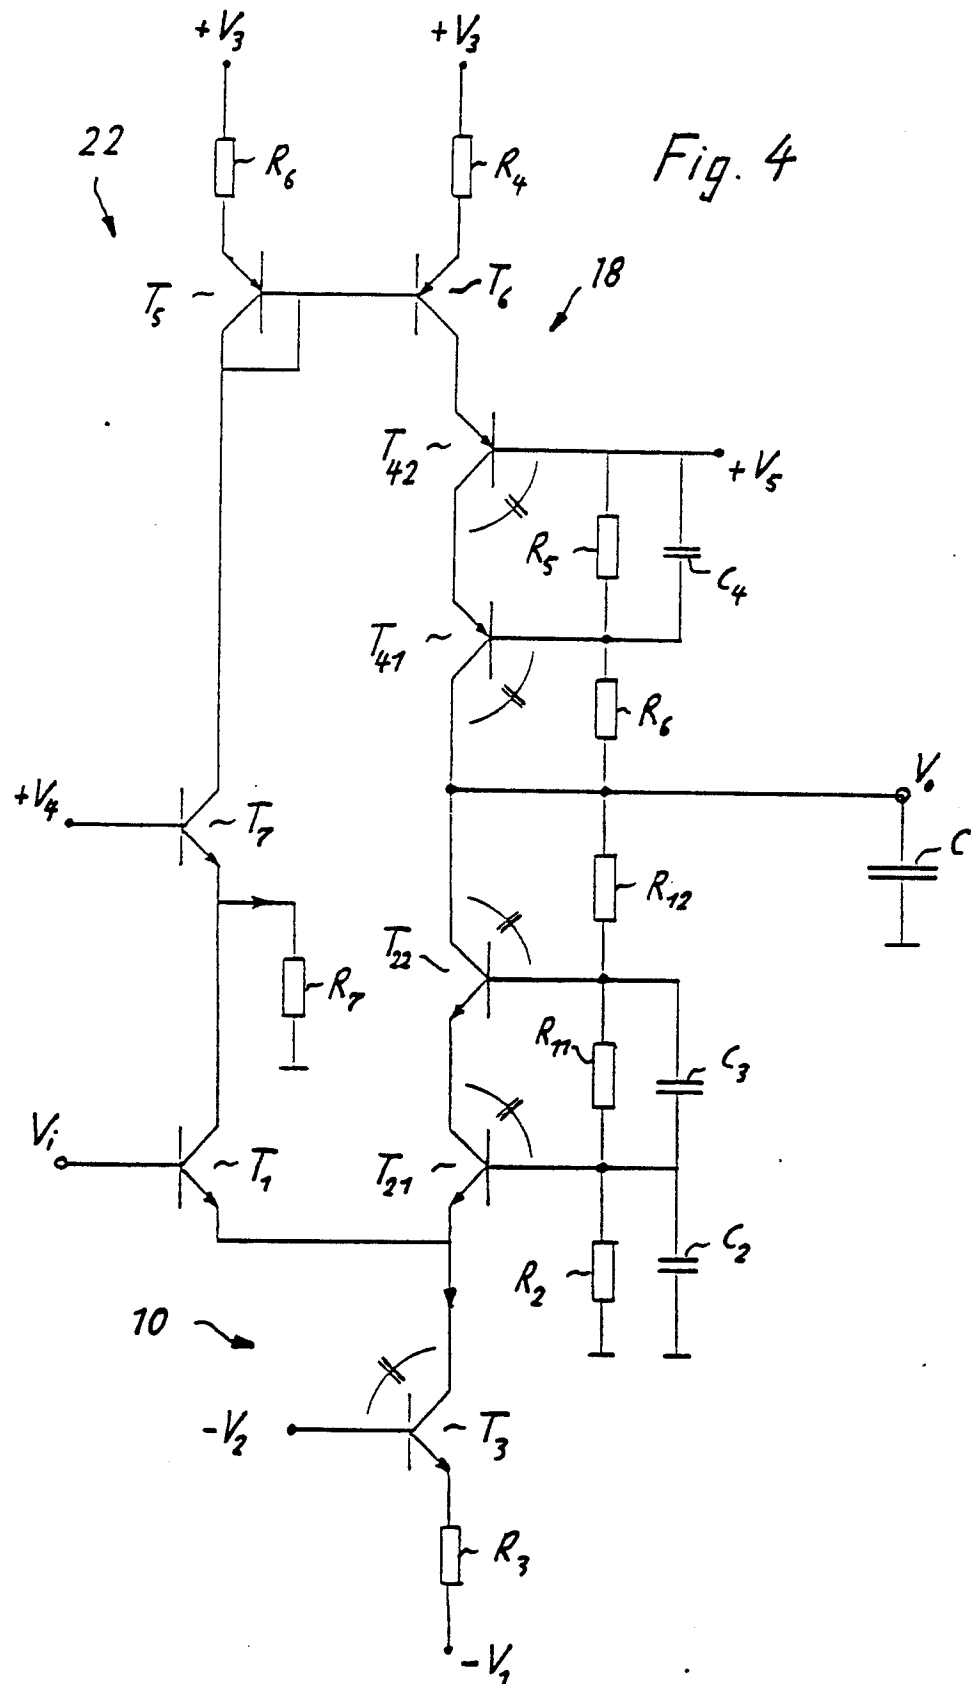 +V3 +V3
22 R6 R4 Fig. 4
T5 T6 18
T42 +V5
R5 C4
T41
R6
+V4 T7 V0
R12 C
T22
R7
R11 C3
Vi T1 T21
R2 C2
10
-V2 T3
R3
-V1